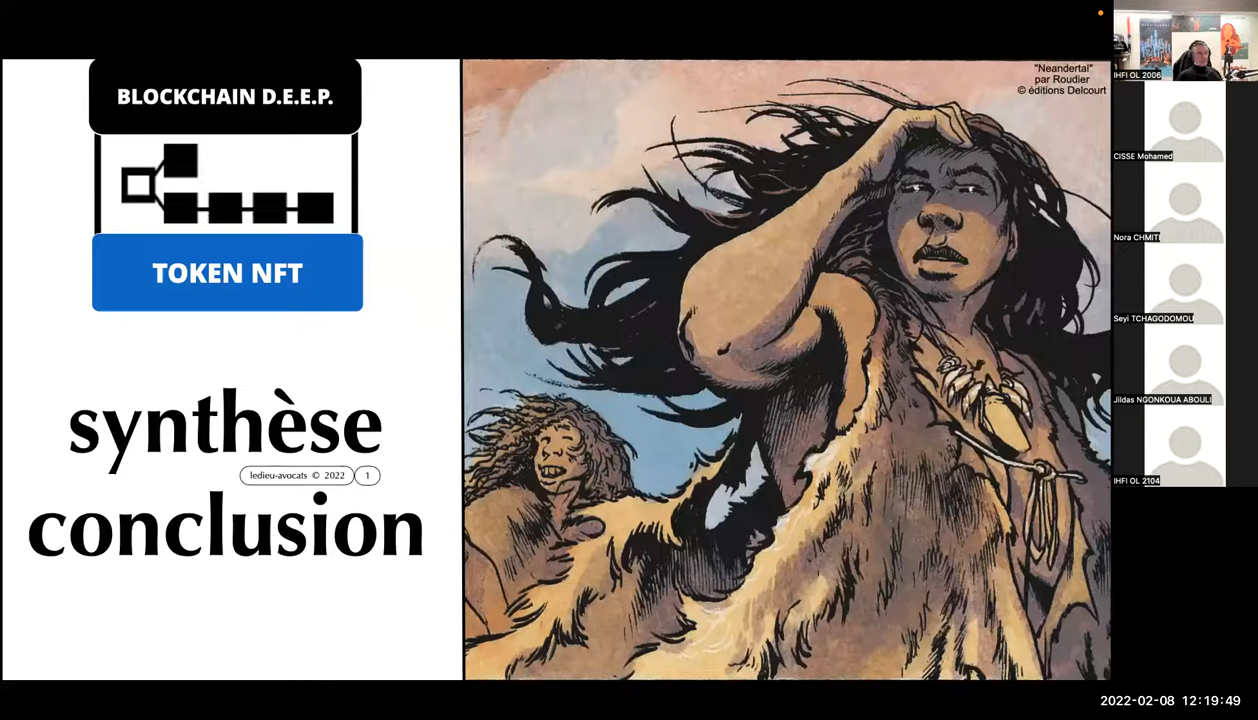 BLOCKCHAIN D.E.E.P.
TOKEN NFT
synthèse
ledieu-avocats © 2022 1
conclusion
"Neandertal"
par Roudier
© éditions Delcourt
IHFI OL 2006
CISSE Mohamed
Nora CHMITI
Seyi TCHAGODOMOU
Jildas NGONKOUA ABOULI
IHFI OL 2104
2022-02-08 12:19:49